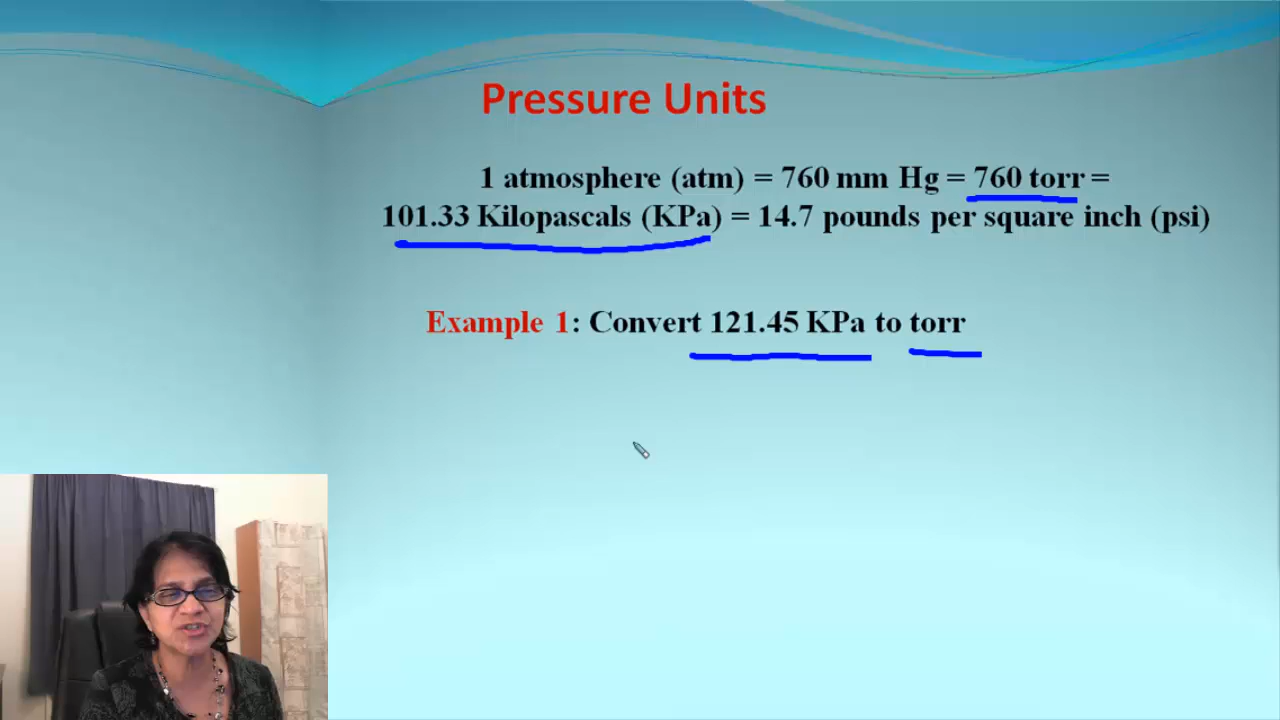 Pressure Units
1 atmosphere (atm) = 760 mm Hg = 760 torr =
101.33 Kilopascals (KPa) = 14.7 pounds per square inch (psi)
Example 1: Convert 121.45 KPa to torr